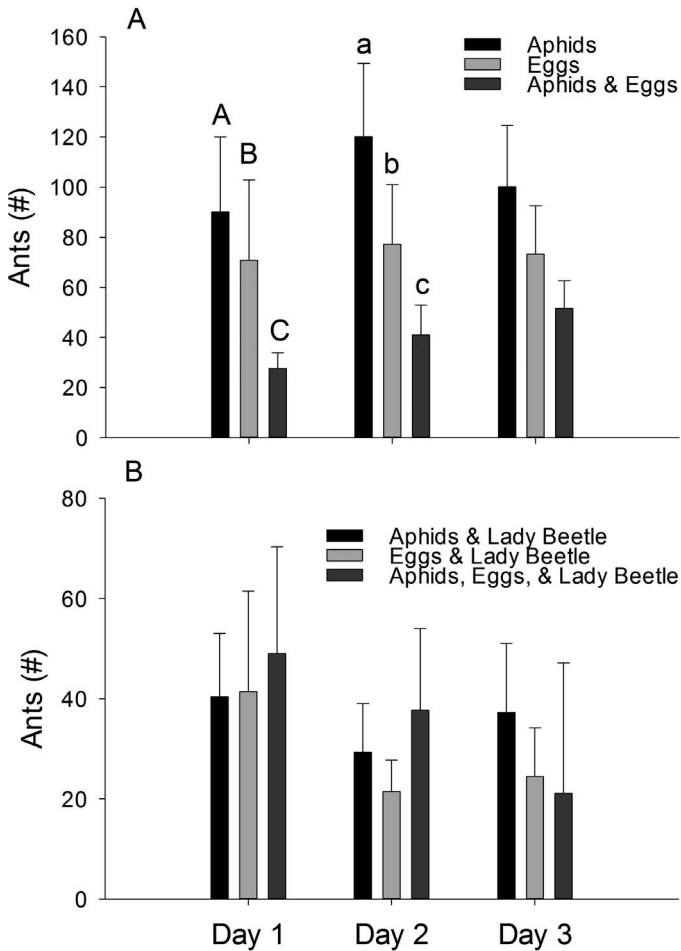 A
160
140
120
100
80
60
40
20
0
Ants (#)
Aphids
Eggs
Aphids & Eggs
A
B
C
a
b
c
B
80
60
40
20
0
Ants (#)
Aphids & Lady Beetle
Eggs & Lady Beetle
Aphids, Eggs, & Lady Beetle
Day 1 Day 2 Day 3